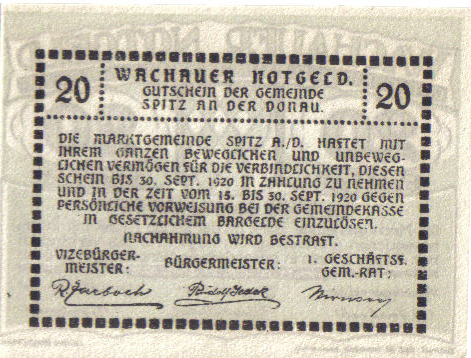 WACHAUER NOTGELD.
20 GUTSCHEIN DER GEMEINDE 20
SPITZ AN DER DONAU.
DIE MARKTGEMEINDE SPITZ A./D. HAFTET MIT
IHREM GANZEN BEWEGLICHEN UND UNBEWEG-
LICHEN VERMÖGEN FÜR DIE VERBINDLICHKEIT, DIESEN
SCHEIN BIS 30. SEPT. 1920 IN ZAHLUNG ZU NEHMEN
UND IN DER ZEIT VOM 15. BIS 30. SEPT. 1920 GEGEN
PERSÖNLICHE VORWEISUNG BEI DER GEMEINDEKASSE
IN GESETZLICHEM BARGELDE EINZULÖSEN.
NACHAHMUNG WIRD BESTRAFT.
VIZEBÜRGER-
MEISTER:
BÜRGERMEISTER:
1. GESCHÄFTSF.
GEM.-RAT: